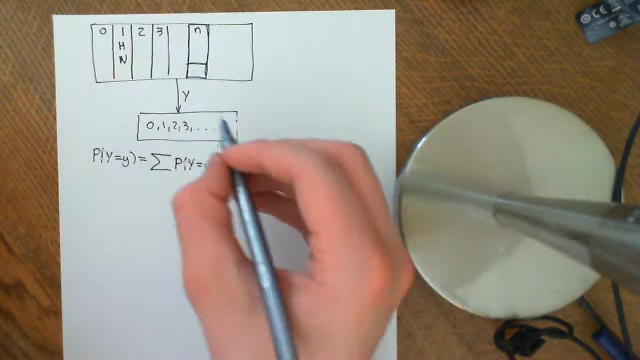 0 1 2 3 n
H
N
Y
0,1,2,3,...
P(Y=y)= ∑ P(Y=